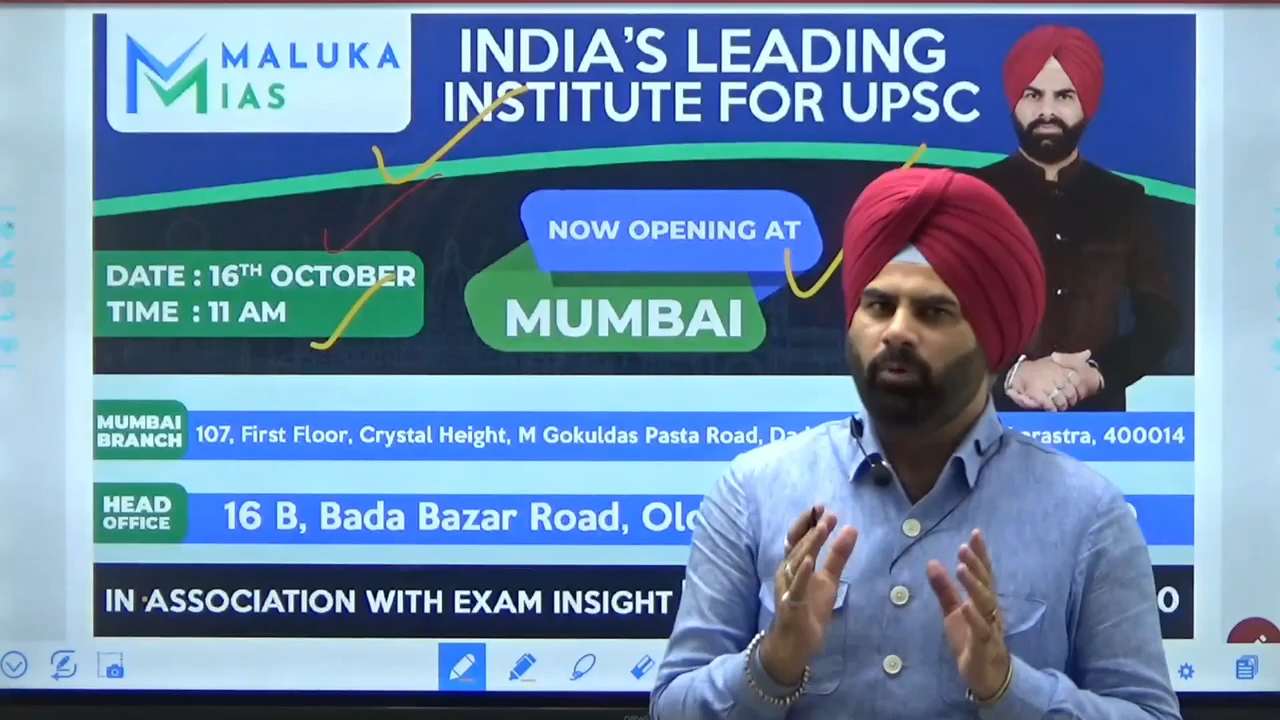 MALUKA
IAS
INDIA'S LEADING
INSTITUTE FOR UPSC
NOW OPENING AT
MUMBAI
DATE : 16TH OCTOBER
TIME : 11 AM
MUMBAI
BRANCH
107, First Floor, Crystal Height, M Gokuldas Pasta Road, 400014
HEAD
OFFICE
16 B, Bada Bazar Road,
IN ASSOCIATION WITH EXAM INSIGHT